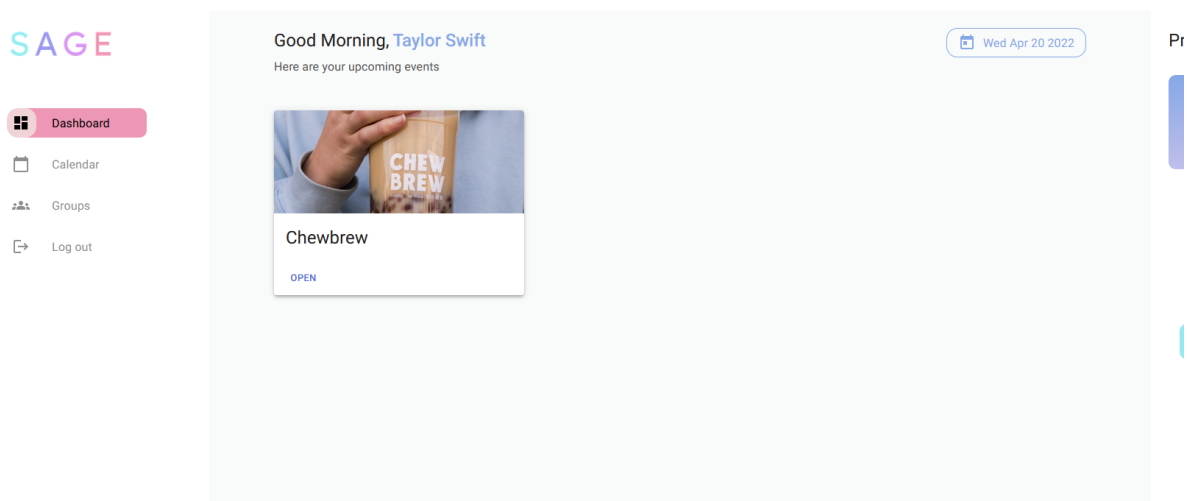 SAGE
Dashboard
Calendar
Groups
Log out
Good Morning, Taylor Swift
Here are your upcoming events
Wed Apr 20 2022
CHEW
BREW
Chewbrew
OPEN
Pr